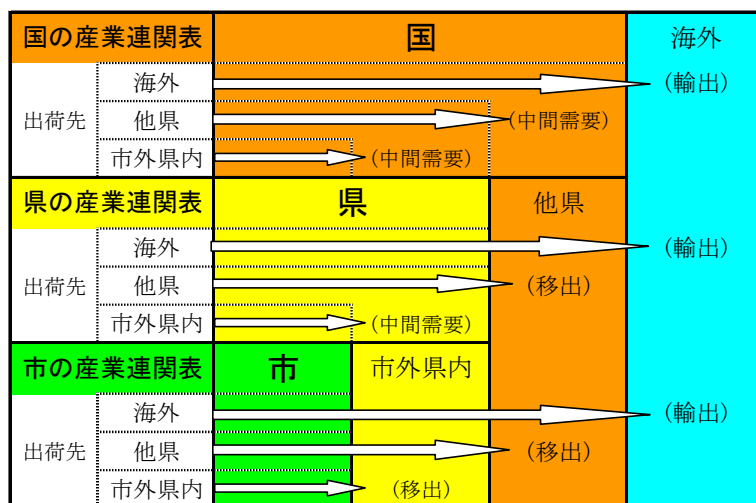 国の産業連関表 国 海外
海外 (輸出)
出荷先 他県 (中間需要)
市外県内 (中間需要)
県の産業連関表 県 他県
海外 (輸出)
出荷先 他県 (移出)
市外県内 (中間需要)
市の産業連関表 市 市外県内
海外 (輸出)
出荷先 他県 (移出)
市外県内 (移出)